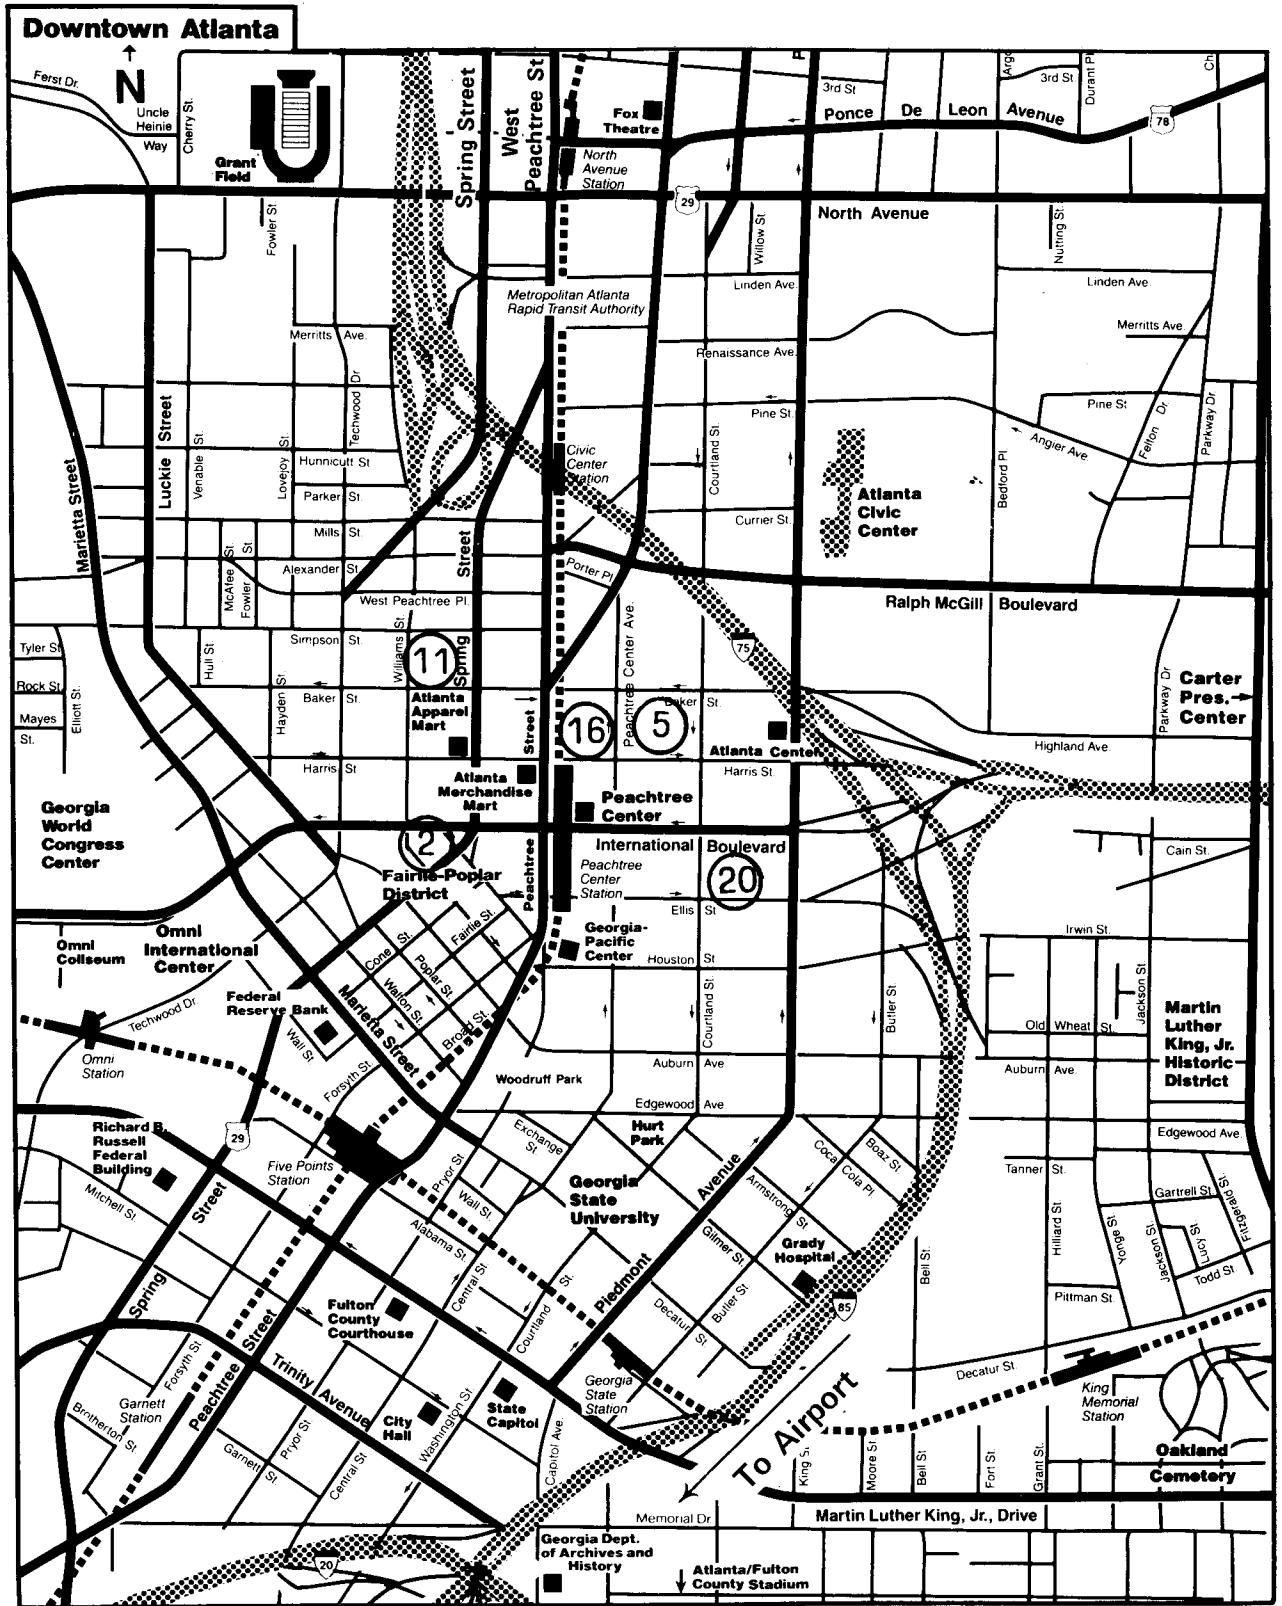 Downtown Atlanta
N
Ferst Dr.
Uncle
Heinie
Way
Cherry St.
Grant
Field
Spring Street
West
Peachtree St
Fox
Theatre
North
Avenue
Station
3rd St
3rd St.
Durant Pl
Ponce De Leon Avenue
78
29
North Avenue
Fowler St.
Willow St.
Nutting St.
Linden Ave.
Linden Ave.
Metropolitan Atlanta
Rapid Transit Authority
Merritts Ave.
Merritts Ave.
Renaissance Ave.
Techwood Dr
Pine St.
Pine St
Angier Ave.
Felton Dr.
Parkway Dr
Marietta Street
Luckie Street
Venable St.
Lovejoy St.
Hunnicutt St
Parker St.
Mills St.
Alexander St.
McAfee St.
Fowler St.
West Peachtree Pl.
Civic
Center
Station
Courtland St.
Currier St.
Bedford Pl
Atlanta
Civic
Center
Street
Porter Pl
Ralph McGill Boulevard
Tyler St
Rock St.
Mayes
St.
Elliott St.
Hull St
Simpson St.
Hayden St.
Baker St.
Williams St.
11
Spring
Atlanta
Apparel
Mart
Peachtree Center Ave.
75
Baker St.
16
5
Street
Atlanta Center
Parkway Dr
Carter
Pres.
Center
Highland Ave.
Harris St
Harris St.
Atlanta
Merchandise
Mart
Peachtree
Center
Georgia
World
Congress
Center
2
International Boulevard
Peachtree
Center
Station
Peachtree
20
Cain St.
Fairlie-Poplar
District
Ellis St
Irwin St.
Omni
Coliseum
Omni
International
Center
Cone St.
Fairlie St.
Poplar St.
Walton St.
Broad St.
Georgia-
Pacific
Center
Houston St
Techwood Dr.
Federal
Reserve Bank
Wall St.
Marietta Street
Courtland St
Butler St
Old Wheat St.
Jackson St.
Martin
Luther
King, Jr.
Historic
District
Omni
Station
Forsyth St.
Auburn Ave
Auburn Ave.
Woodruff Park
Edgewood Ave
Edgewood Ave.
Richard B.
Russell
Federal
Building
29
Five Points
Station
Exchange
St
Hurt
Park
Coca Cola Pl.
Boaz St.
Tanner St.
Gartrell St.
Fitzgerald St.
Mitchell St.
Street
Pryor St
Wall St.
Georgia
State
University
Avenue
Armstrong St.
Gilmer St.
Grady
Hospital
Hilliard St
Yonge St.
Jackson St
Lucy St
Todd St.
Alabama St.
Central St
Courtland St.
Piedmont
Decatur St
Butler St
85
Bell St.
Pittman St.
Spring
Peachtree Street
Fulton
County
Courthouse
Decatur St.
Forsyth St.
Trinity Avenue
Garnett
Station
Brotherton St
Pryor St
Garnett St
Central St
City
Hall
Washington St
State
Capitol
Georgia
State
Station
Capitol Ave.
To Airport
King
Memorial
Station
Oakland
Cemetery
King St
Moore St
Bell St
Fort St.
Grant St.
Memorial Dr.
Martin Luther King, Jr., Drive
20
Georgia Dept.
of Archives and
History
Atlanta/Fulton
County Stadium